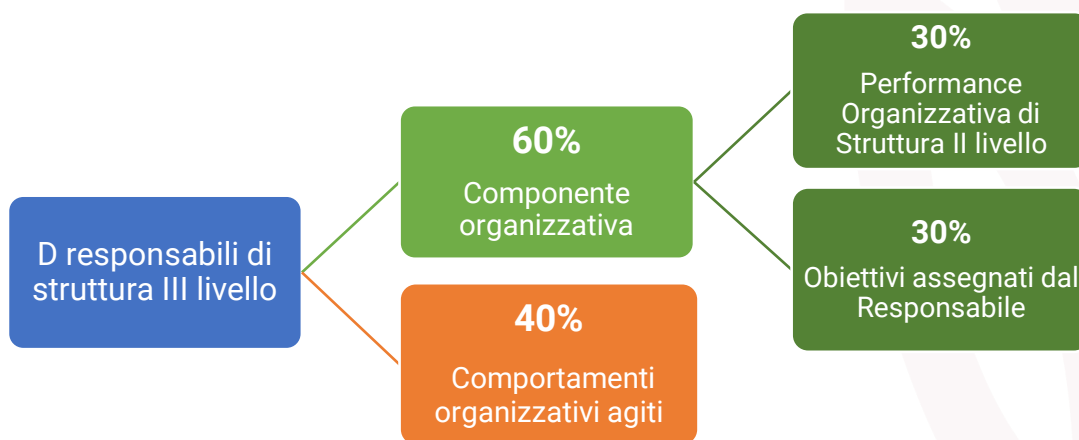 D responsabili di
struttura III livello
60%
Componente
organizzativa
40%
Comportamenti
organizzativi agiti
30%
Performance
Organizzativa di
Struttura II livello
30%
Obiettivi assegnati dal
Responsabile